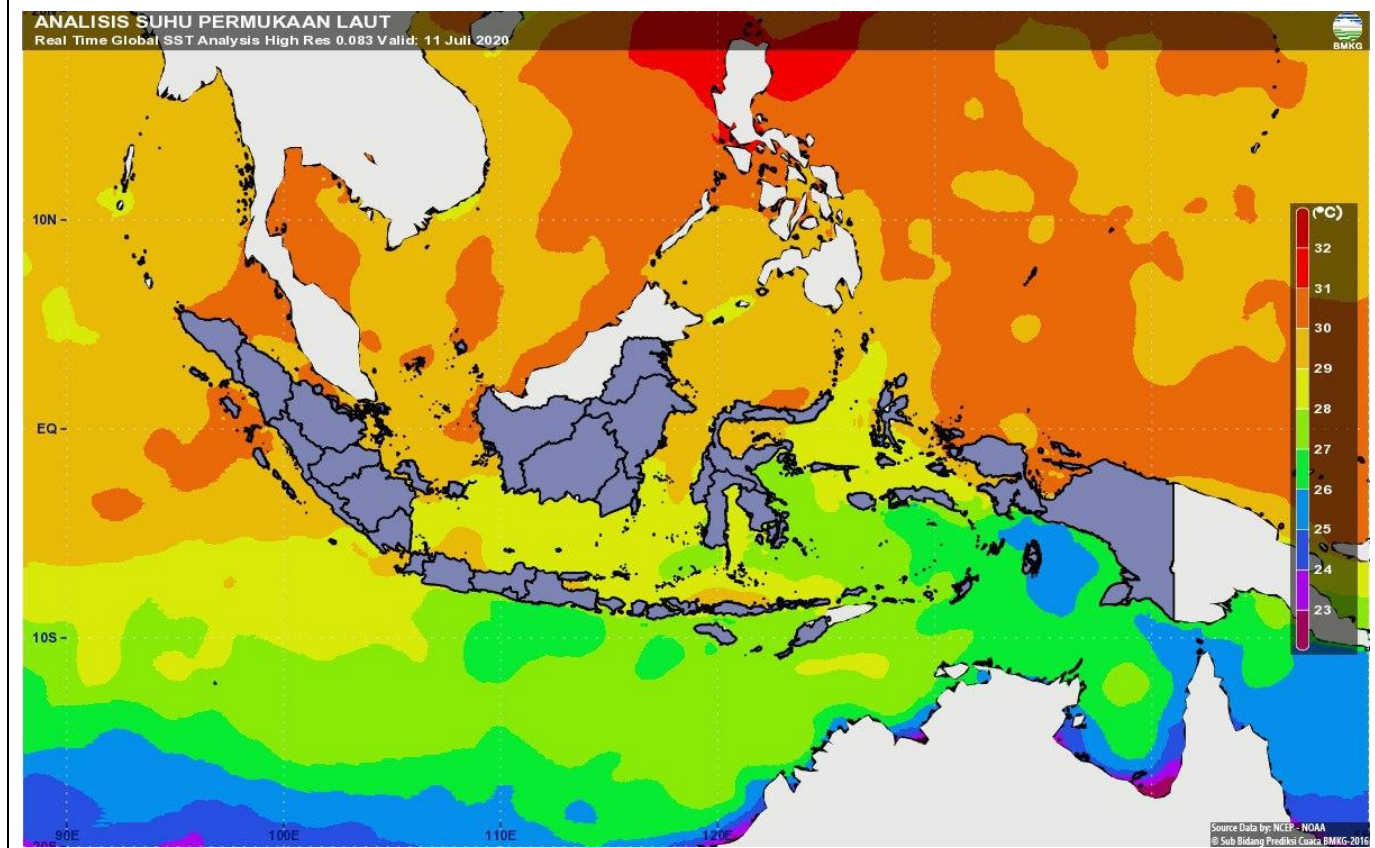 ANALISIS SUHU PERMUKAAN LAUT
Real Time Global SST Analysis High Res 0.083 Valid: 11 Juli 2020
BMKG
10N
EQ
10S
90E
100E
110E
120E
20S
(°C)
32
31
30
29
28
27
26
25
24
23
Source Data by: NCEP - NOAA
© Sub Bidang Prediksi Cuaca BMKG-2016